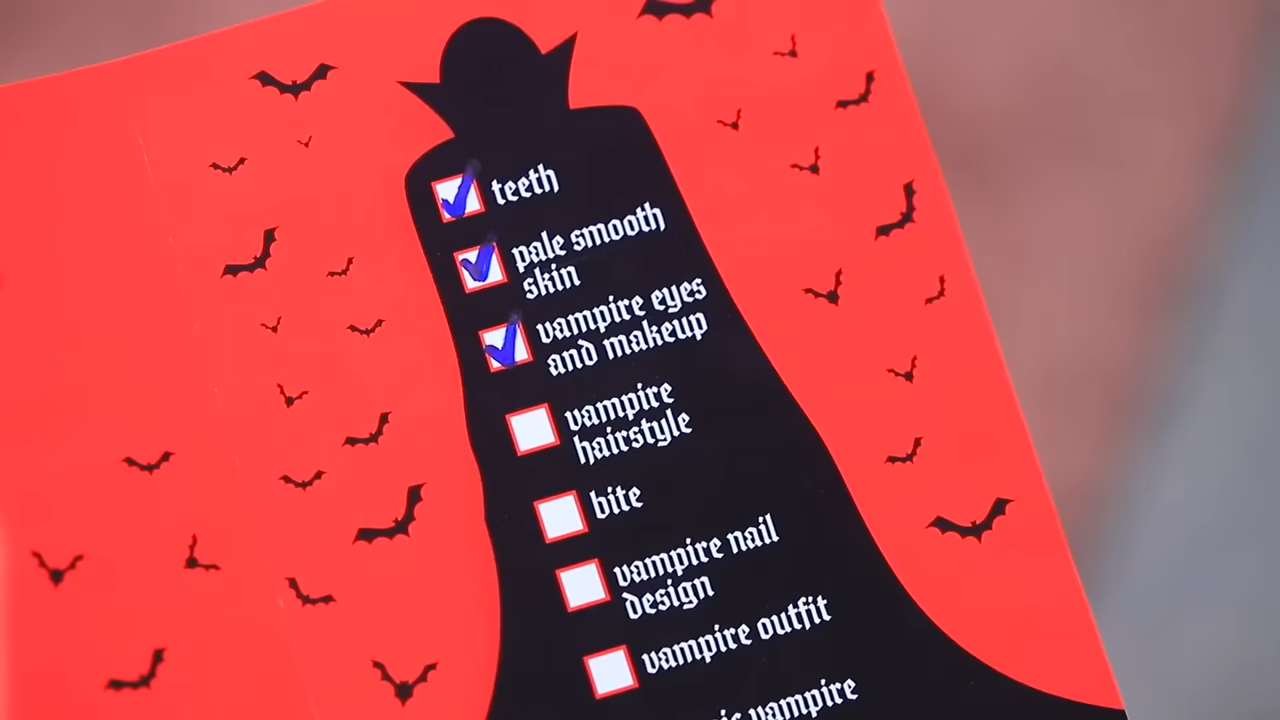 teeth
pale smooth
skin
vampire eyes
and makeup
vampire
hairstyle
bite
vampire nail
design
vampire outfit
vampire